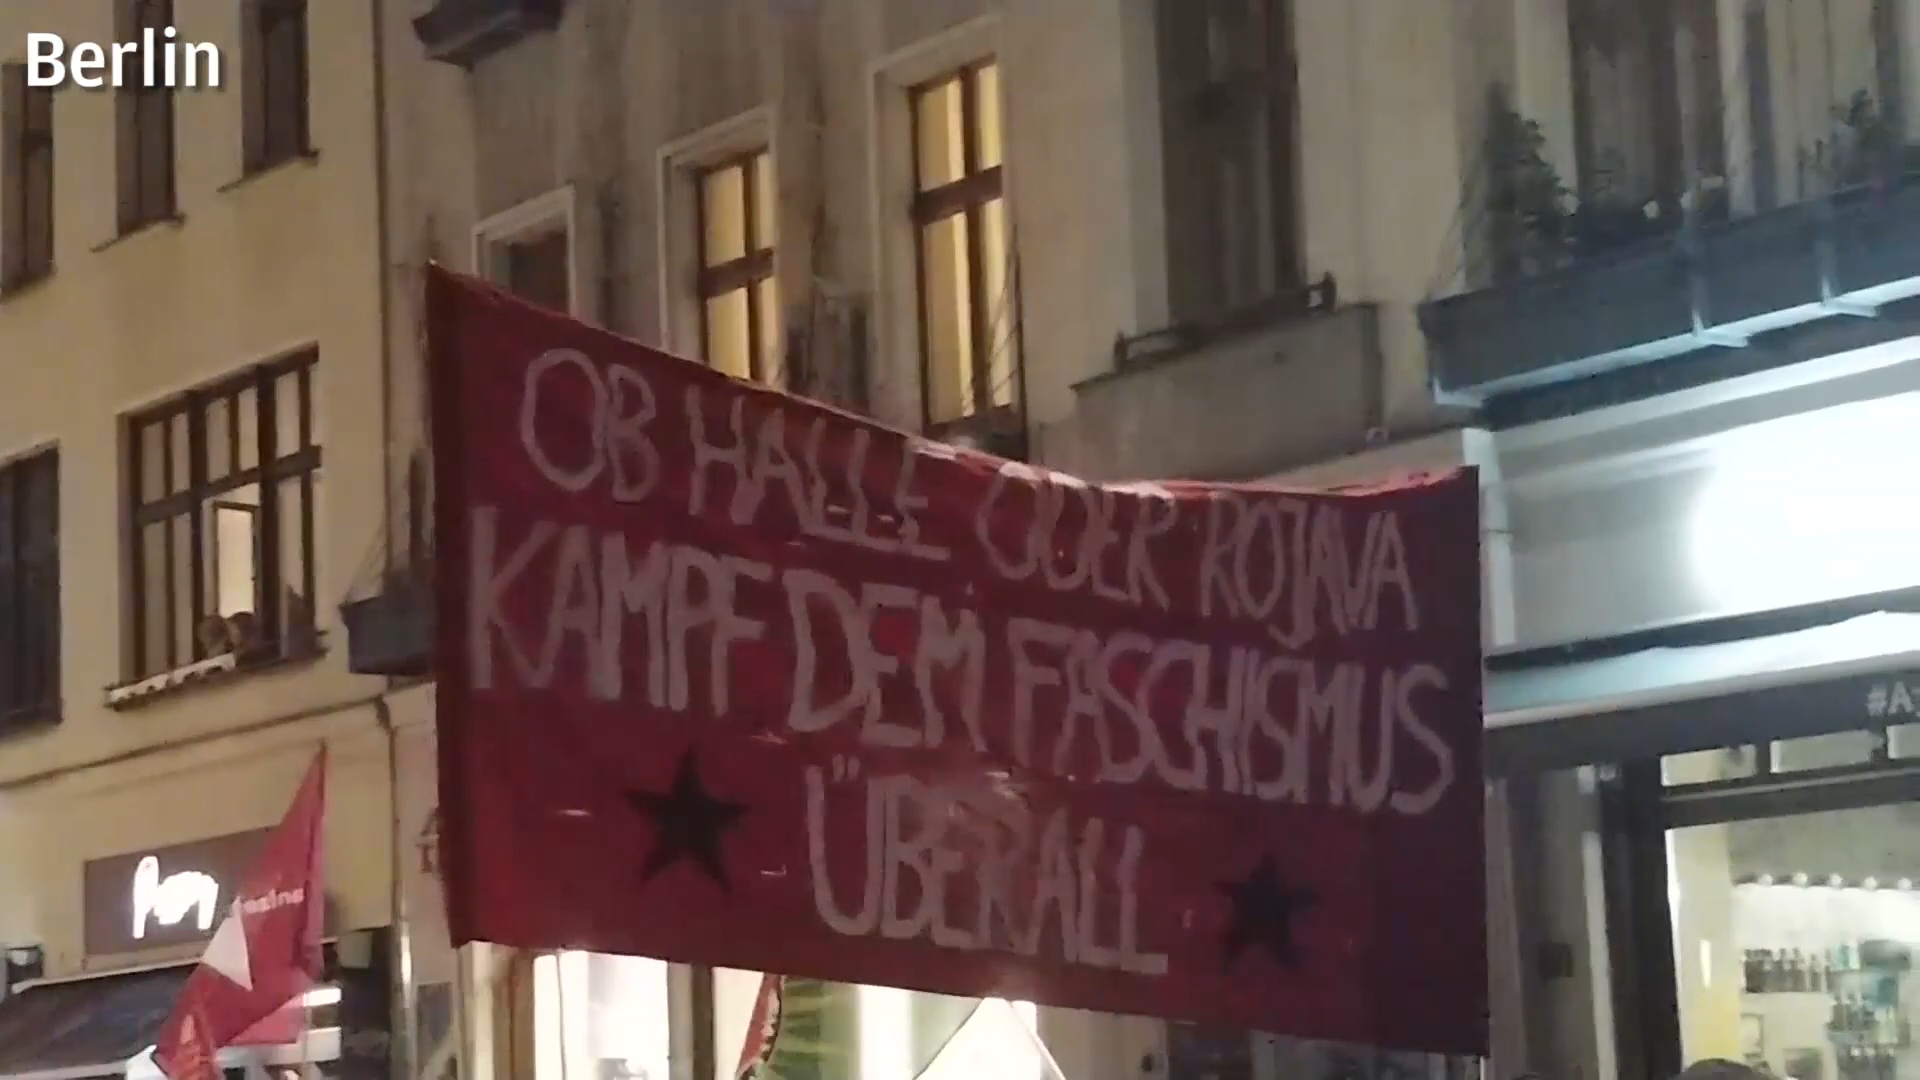 Berlin
OB HALLE ODER ROJAVA
KAMPF DEM FASCHISMUS
ÜBERALL
#A